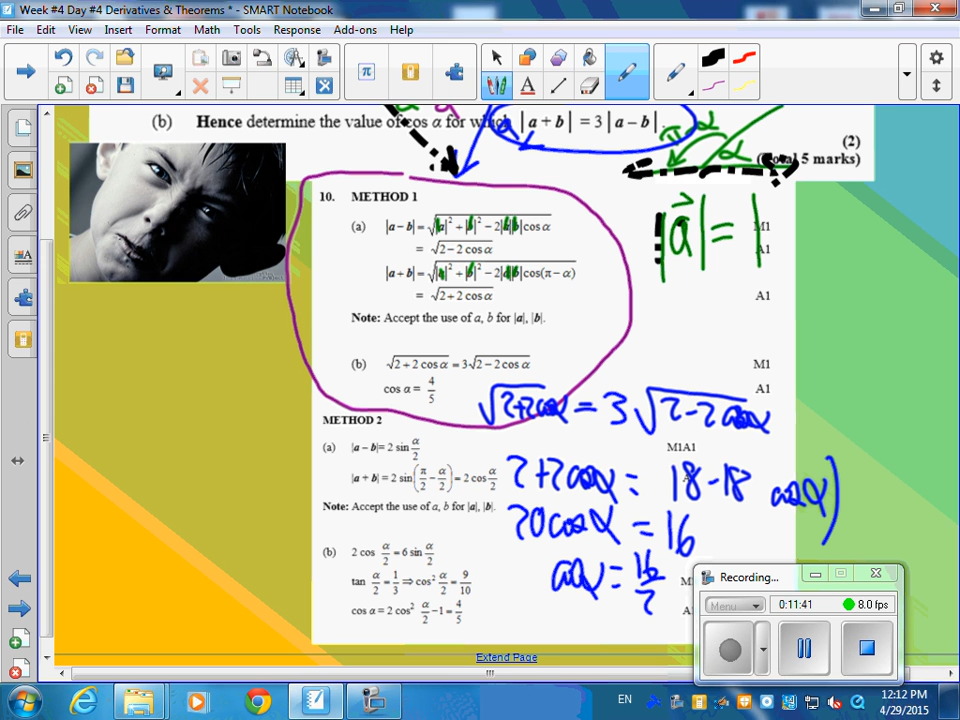 Week #4 Day #4 Derivatives & Theorems * - SMART Notebook
File Edit View Insert Format Math Tools Response Add-ons Help
(b) Hence determine the value of cos α for which |a + b| = 3|a – b|.
(2)
5 marks)
π α
α
10. METHOD 1
(a) |a – b| = √|a|² + |b|² – 2|a||b|cos α
M1
= √2 – 2 cos α
A1
|a + b| = √|a|² + |b|² – 2|a||b|cos(π – α)
= √2 + 2 cos α
A1
|a⃗| = 1
Note: Accept the use of a, b for |a|, |b|.
(b) √2 + 2 cos α = 3√2 – 2 cos α
M1
cos α = 4/5
A1
√2+2cosα = 3√2-2cosα
METHOD 2
(a) |a – b| = 2 sin α/2
M1A1
|a + b| = 2 sin(π/2 – α/2) = 2 cos α/2
2+2cosα = 18-18 cosα)
Note: Accept the use of a, b for |a|, |b|.
20cosα = 16
(b) 2 cos α/2 = 6 sin α/2
tan α/2 = 1/3 ⇒ cos² α/2 = 9/10
cos α = 2 cos² α/2 – 1 = 4/5
Extend Page
Recording...
Menu
0:11:41
8.0 fps
EN
12:12 PM
4/29/2015